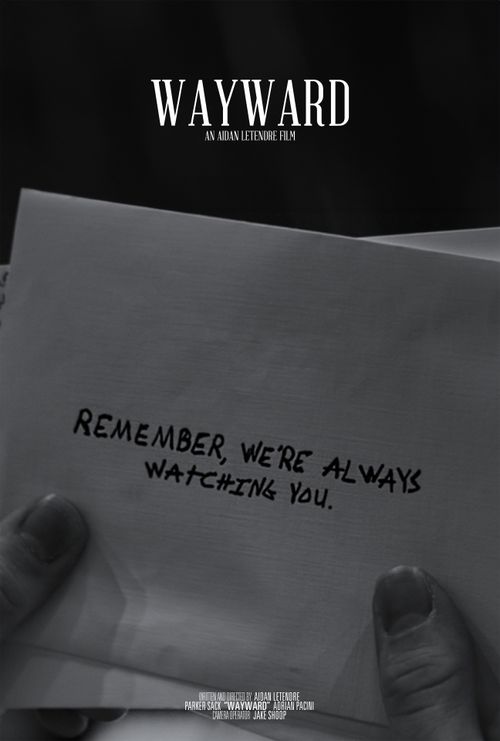 WAYWARD
AN AIDAN LETENDRE FILM
REMEMBER, WE'RE ALWAYS
WATCHING YOU.
WRITTEN AND DIRECTED BY AIDAN LETENDRE
PARKER SACK "WAYWARD" ADRIAN PACINI
CAMERA OPERATOR JAKE SHOOP